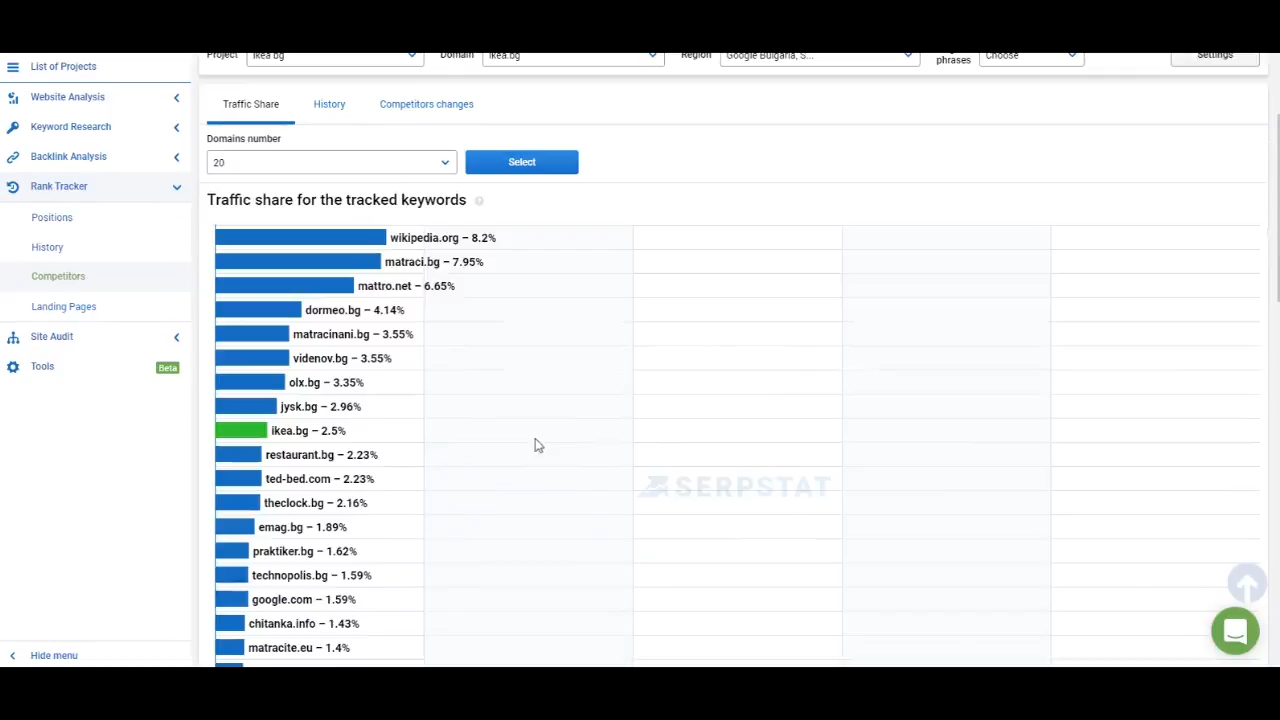 Project ikea bg Domain ikea.bg Region Google Bulgaria, S... phrases Choose Settings
List of Projects
Website Analysis
Keyword Research
Backlink Analysis
Rank Tracker
Positions
History
Competitors
Landing Pages
Site Audit
Tools Beta
Hide menu
Traffic Share History Competitors changes
Domains number
20 Select
Traffic share for the tracked keywords ?
wikipedia.org – 8.2%
matraci.bg – 7.95%
mattro.net – 6.65%
dormeo.bg – 4.14%
matracinani.bg – 3.55%
videnov.bg – 3.55%
olx.bg – 3.35%
jysk.bg – 2.96%
ikea.bg – 2.5%
restaurant.bg – 2.23%
ted-bed.com – 2.23%
theclock.bg – 2.16%
emag.bg – 1.89%
praktiker.bg – 1.62%
technopolis.bg – 1.59%
google.com – 1.59%
chitanka.info – 1.43%
matracite.eu – 1.4%
SERPSTAT